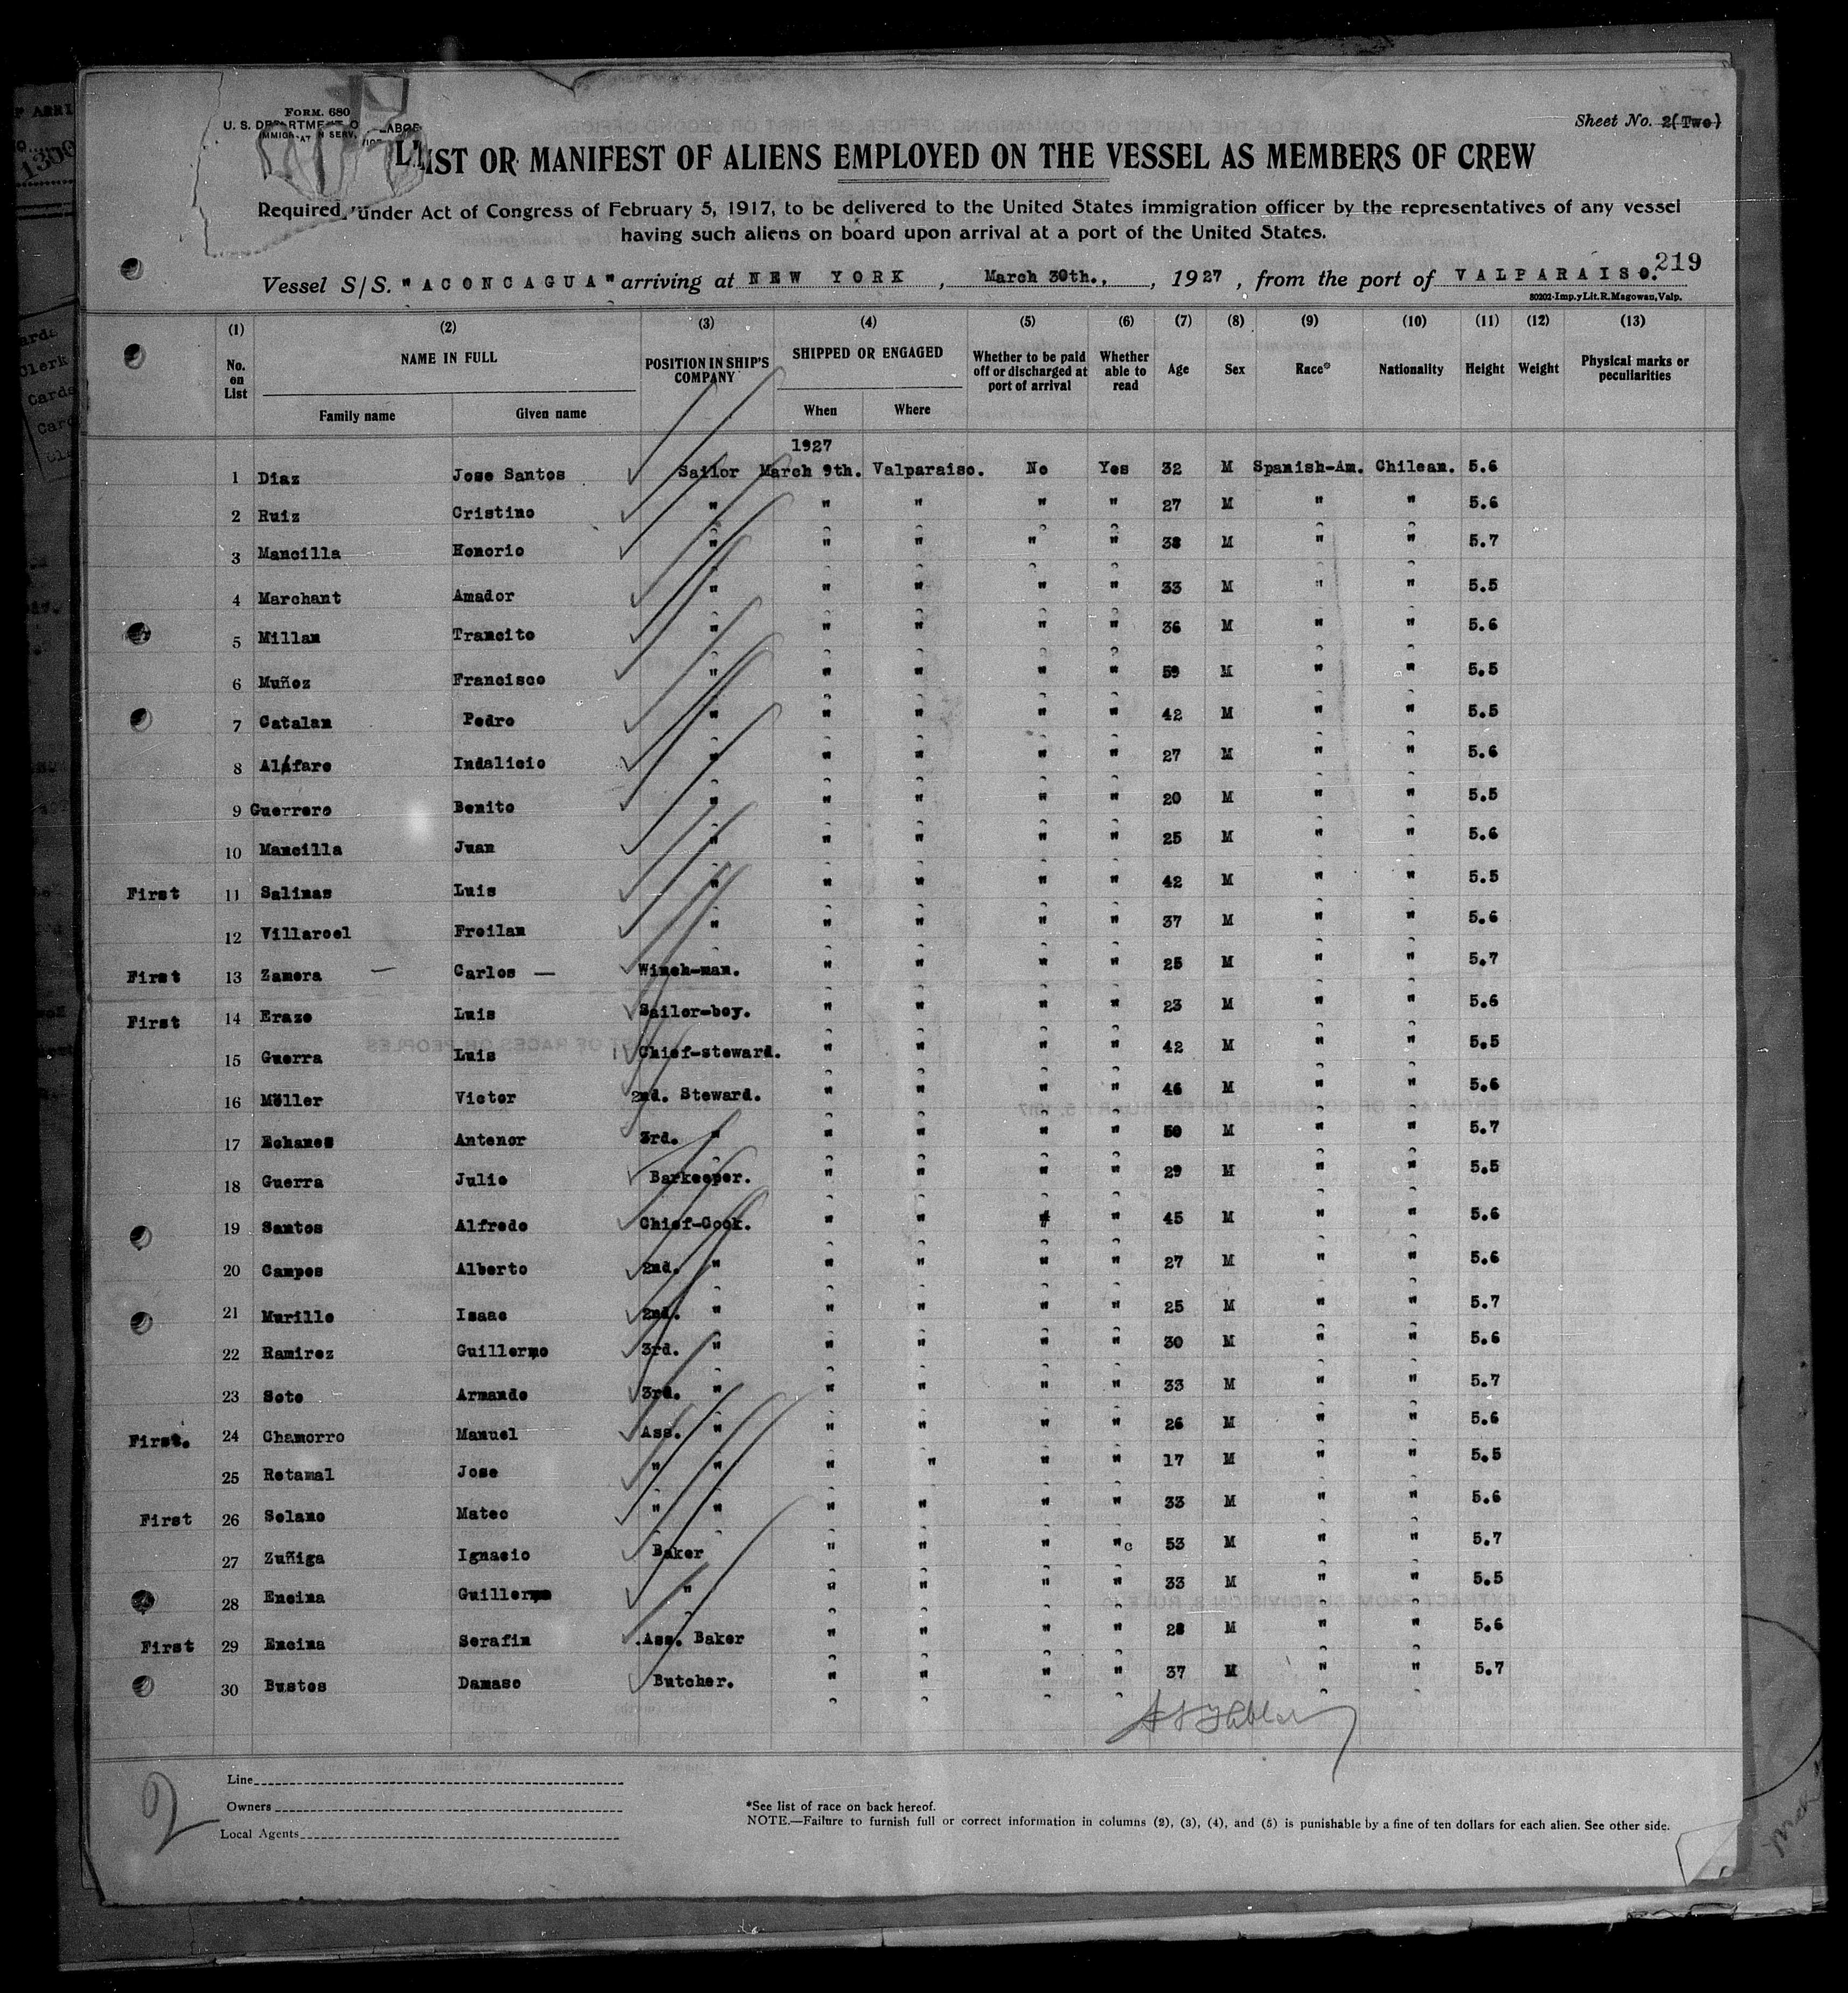 Form. 680
U. S. DEPARTMENT OF LABOR
IMMIGRATION SERVICE
Sheet No. 2(Two)
LIST OR MANIFEST OF ALIENS EMPLOYED ON THE VESSEL AS MEMBERS OF CREW
Required under Act of Congress of February 5, 1917, to be delivered to the United States immigration officer by the representatives of any vessel
having such aliens on board upon arrival at a port of the United States.
219
Vessel S/S. "ACONCAGUA" arriving at NEW YORK, March 30th., , 1927, from the port of VALPARAISO.
80202-Imp.yLit.R.Magowan,Valp.
(1) (2) (3) (4) (5) (6) (7) (8) (9) (10) (11) (12) (13)
No. on List NAME IN FULL Family name Given name POSITION IN SHIP'S COMPANY SHIPPED OR ENGAGED When Where Whether to be paid off or discharged at port of arrival Whether able to read Age Sex Race* Nationality Height Weight Physical marks or peculiarities
1927
1 Diaz Jose Santos Sailor March 9th. Valparaiso. No Yes 32 M Spanish-Am. Chilean. 5.6
2 Ruiz Cristino " " " " " 27 M " " 5.6
3 Mancilla Honorio " " " " " 38 M " " 5.7
4 Marchant Amador " " " " " 33 M " " 5.5
5 Millan Trancito " " " " " 36 M " " 5.6
6 Muñoz Francisco " " " " " 59 M " " 5.5
7 Catalan Pedro " " " " " 42 M " " 5.5
8 Alfaro Indalicio " " " " " 27 M " " 5.6
9 Guerrero Benito " " " " " 20 M " " 5.5
10 Mancilla Juan " " " " " 25 M " " 5.6
First 11 Salinas Luis " " " " " 42 M " " 5.5
12 Villaroel Froilan " " " " " 37 M " " 5.6
First 13 Zamora — Carlos — Winch-man. " " " " 25 M " " 5.7
First 14 Erazo Luis Sailor-boy. " " " " 23 M " " 5.6
15 Guerra Luis Chief-steward. " " " " 42 M " " 5.5
16 Möller Victor 2nd. Steward. " " " " 46 M " " 5.6
17 Echanes Antenor 3rd. " " " " " 50 M " " 5.7
18 Guerra Julio Barkeeper. " " " " 29 M " " 5.5
19 Santos Alfredo Chief-Cook. " " " " 45 M " " 5.6
20 Campos Alberto 2nd. " " " " " 27 M " " 5.6
21 Murillo Isaac 2nd. " " " " " 25 M " " 5.7
22 Ramirez Guillermo 3rd. " " " " " 30 M " " 5.6
23 Soto Armando 3rd. " " " " " 33 M " " 5.7
First. 24 Chamorro Manuel Ass. " " " " " 26 M " " 5.6
25 Retamal Jose " " " " " " 17 M " " 5.5
First 26 Solano Mateo " " " " " " 33 M " " 5.6
27 Zuñiga Ignacio Baker " " " " 53 M " " 5.7
28 Encina Guillermo " " " " " 33 M " " 5.5
First 29 Encina Serafin Ass. Baker " " " " 28 M " " 5.6
30 Bustos Damaso Butcher. " " " " 37 M " " 5.7
2
Line
Owners
Local Agents
*See list of race on back hereof.
NOTE.—Failure to furnish full or correct information in columns (2), (3), (4), and (5) is punishable by a fine of ten dollars for each alien. See other side.